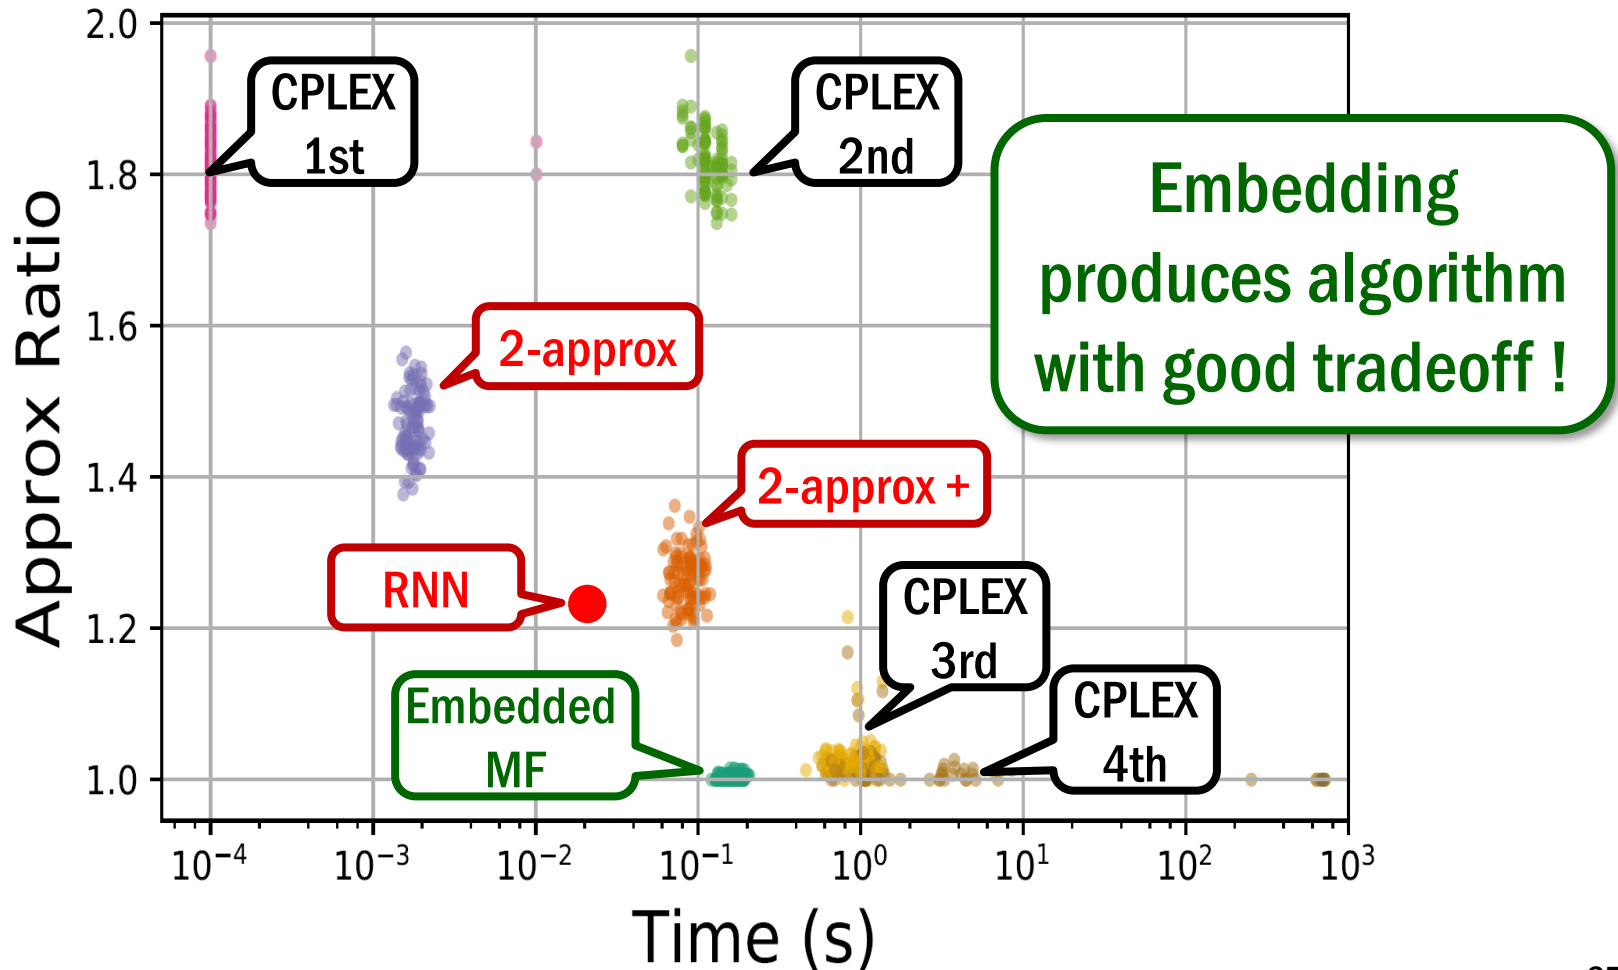 2.0
1.8
1.6
1.4
1.2
1.0
Approx Ratio
CPLEX
1st
CPLEX
2nd
Embedding
produces algorithm
with good tradeoff !
2-approx
2-approx +
RNN
CPLEX
3rd
Embedded
MF
CPLEX
4th
10⁻⁴ 10⁻³ 10⁻² 10⁻¹ 10⁰ 10¹ 10² 10³
Time (s)